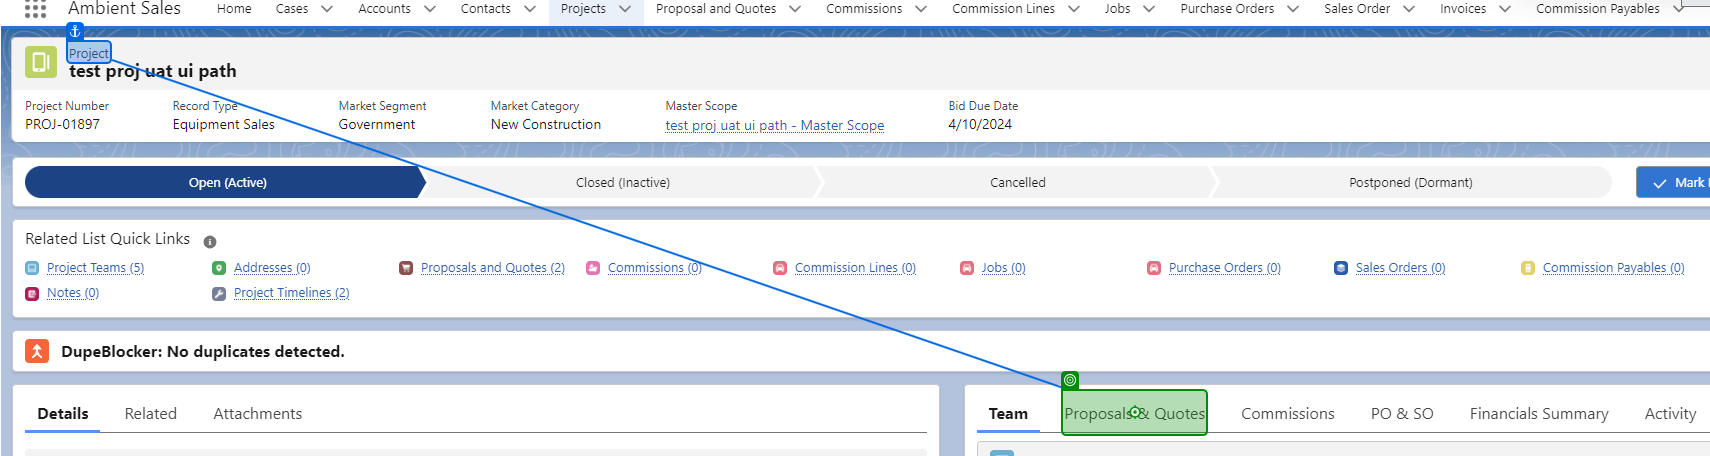 Ambient Sales Home Cases Accounts Contacts Projects Proposal and Quotes Commissions Commission Lines Jobs Purchase Orders Sales Order Invoices Commission Payables
Project
test proj uat ui path
Project Number Record Type Market Segment Market Category Master Scope Bid Due Date
PROJ-01897 Equipment Sales Government New Construction test proj uat ui path - Master Scope 4/10/2024
Open (Active) Closed (Inactive) Cancelled Postponed (Dormant) Mark
Related List Quick Links
Project Teams (5) Addresses (0) Proposals and Quotes (2) Commissions (0) Commission Lines (0) Jobs (0) Purchase Orders (0) Sales Orders (0) Commission Payables (0)
Notes (0) Project Timelines (2)
DupeBlocker: No duplicates detected.
Details Related Attachments Team Proposals & Quotes Commissions PO & SO Financials Summary Activity